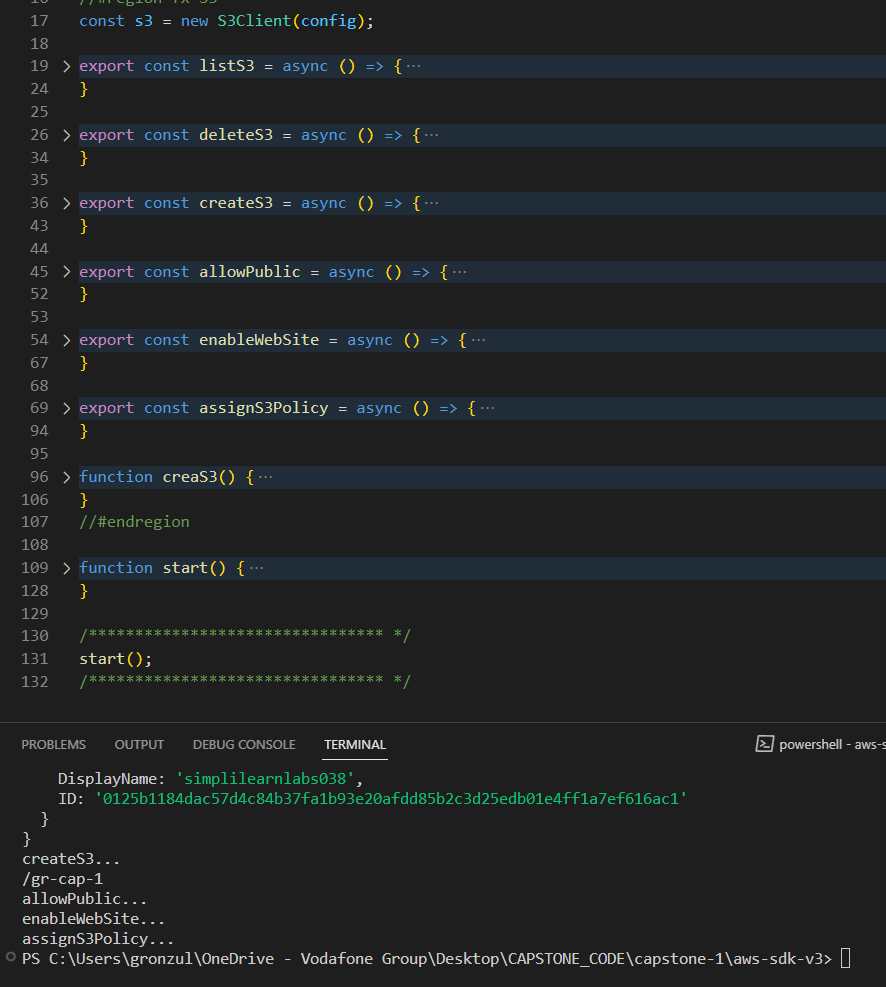 17 const s3 = new S3Client(config);
18
19 export const listS3 = async () => { ···
24 }
25
26 export const deleteS3 = async () => { ···
34 }
35
36 export const createS3 = async () => { ···
43 }
44
45 export const allowPublic = async () => { ···
52 }
53
54 export const enableWebSite = async () => { ···
67 }
68
69 export const assignS3Policy = async () => { ···
94 }
95
96 function creaS3() { ···
106 }
107 //#endregion
108
109 function start() { ···
128 }
129
130 /******************************** */
131 start();
132 /******************************** */
PROBLEMS OUTPUT DEBUG CONSOLE TERMINAL powershell - aws-s
DisplayName: 'simplilearnlabs038',
ID: '0125b1184dac57d4c84b37fa1b93e20afdd85b2c3d25edb01e4ff1a7ef616ac1'
}
}
createS3...
/gr-cap-1
allowPublic...
enableWebSite...
assignS3Policy...
PS C:\Users\gronzul\OneDrive - Vodafone Group\Desktop\CAPSTONE_CODE\capstone-1\aws-sdk-v3>